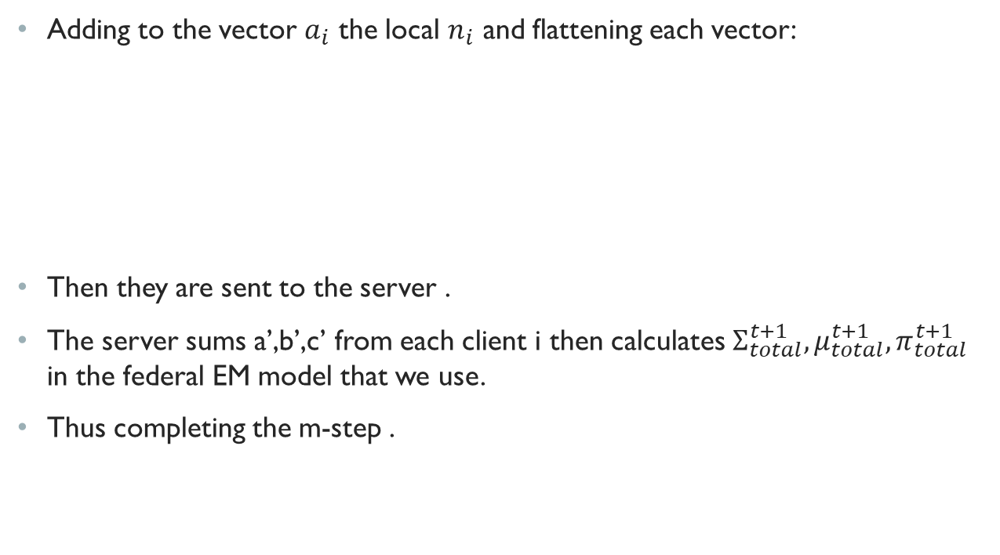 • Adding to the vector 𝑎ᵢ the local 𝑛ᵢ and flattening each vector:
• Then they are sent to the server .
• The server sums a’,b’,c’ from each client i then calculates $\Sigma_{total}^{t+1}, \mu_{total}^{t+1}, \pi_{total}^{t+1}$
in the federal EM model that we use.
• Thus completing the m-step .